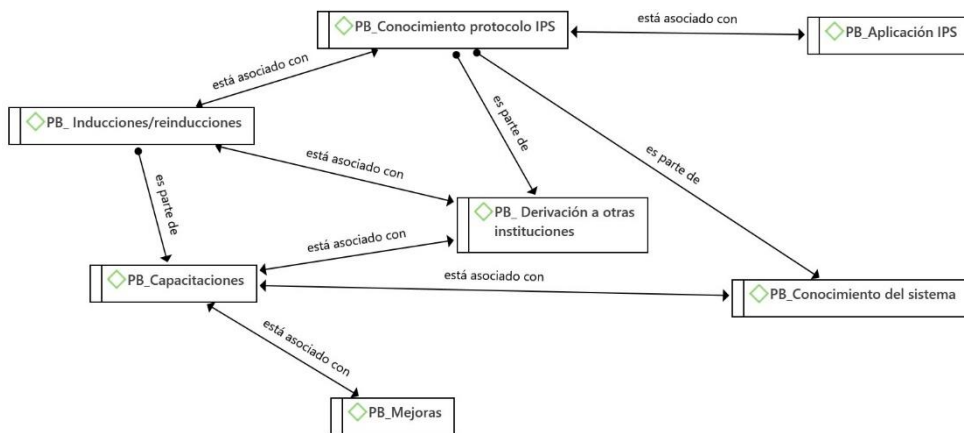 está asociado con
PB_Conocimiento protocolo IPS
PB_Aplicación IPS
está asociado con
PB_ Inducciones/reinducciones
es parte de
es parte de
está asociado con
es parte de
PB_ Derivación a otras
instituciones
está asociado con
está asociado con
PB_Capacitaciones
PB_Conocimiento del sistema
está asociado con
PB_Mejoras